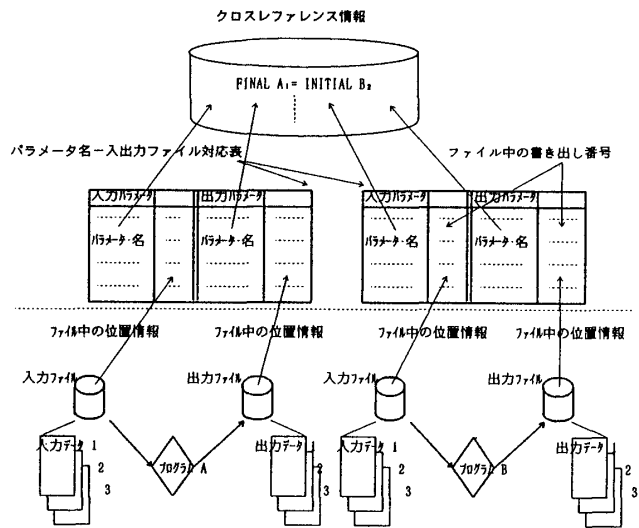 クロスレファレンス情報
FINAL A₁= INITIAL B₂
パラメータ名ー入出力ファイル対応表
ファイル中の書き出し番号
入力パラメータ 出力パラメータ
パラメータ名 パラメータ・名
入力パラメータ 出力パラメータ
パラメータ・名 パラメータ・名
ファイル中の位置情報 ファイル中の位置情報 ファイル中の位置情報 ファイル中の位置情報
入力ファイル 出力ファイル 入力ファイル 出力ファイル
入力データ 1
2
3
プログラム A
出力データ 1
2
3
入力データ 1
2
3
プログラム B
出力データ 1
2
3